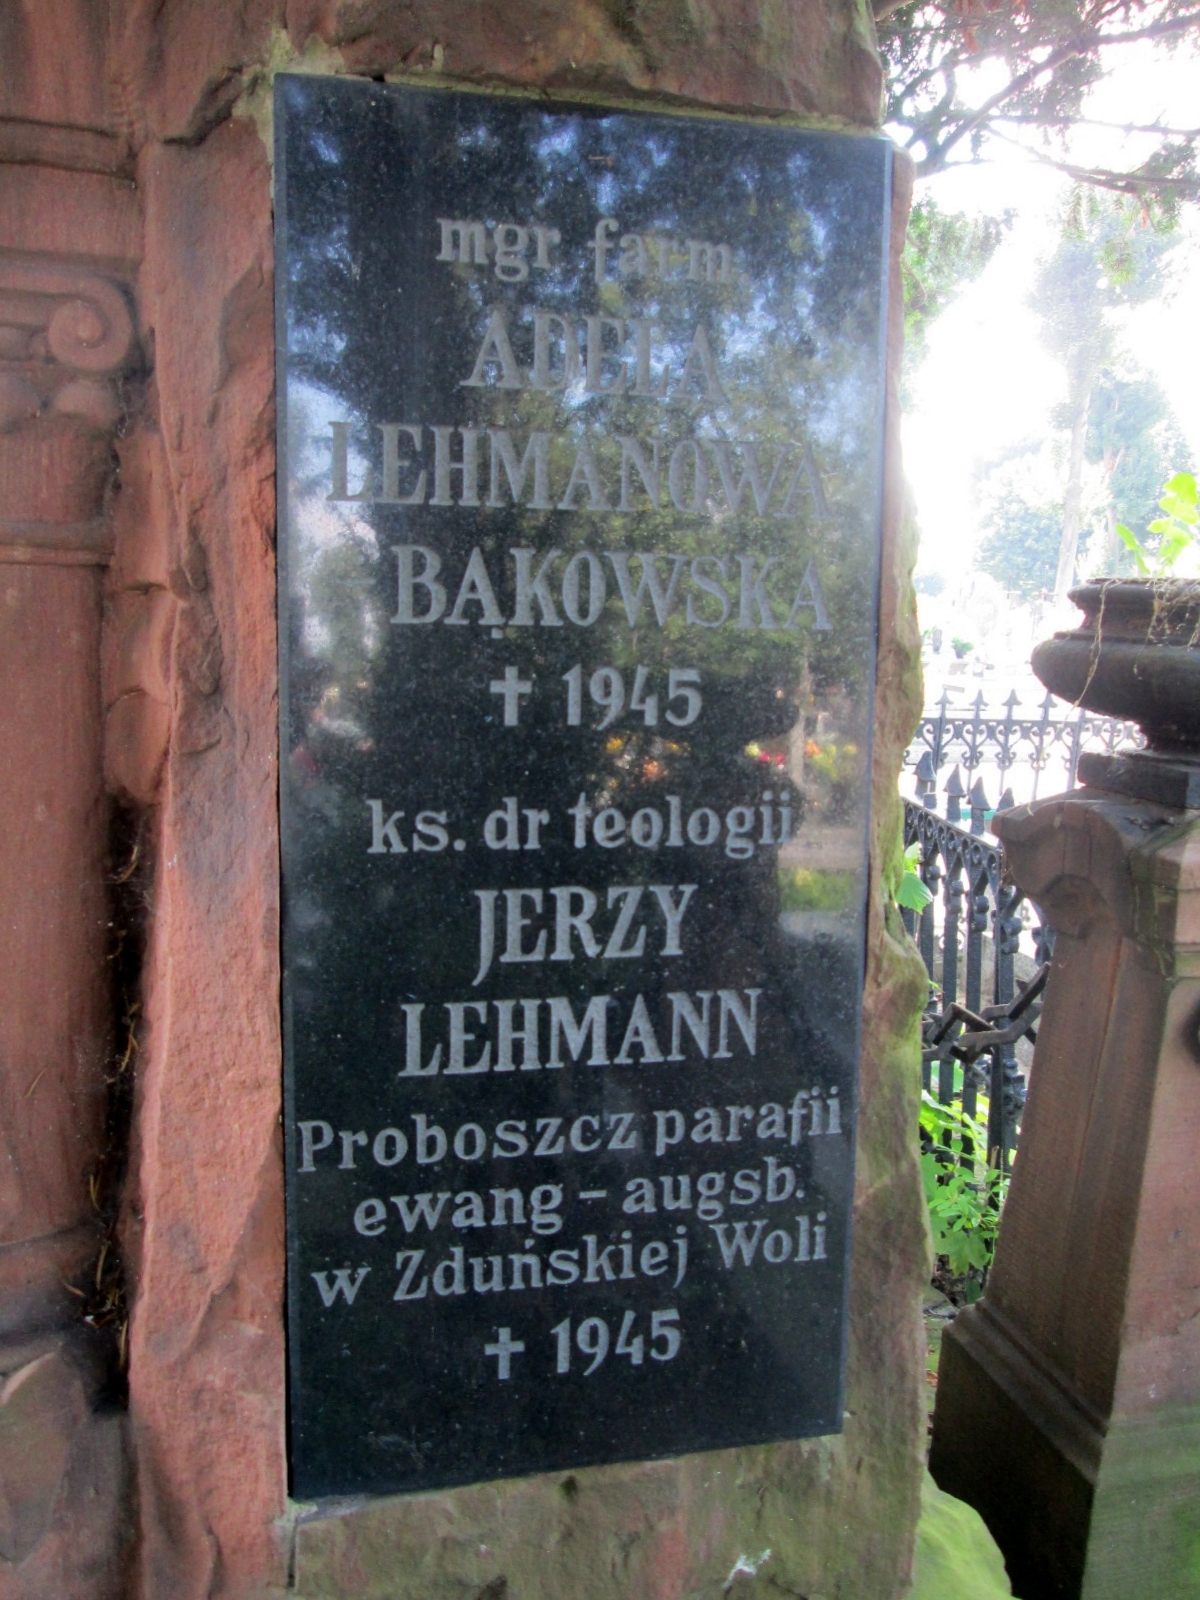 mgr farm.
ADELA
LEHMANOWA
BĄKOWSKA
✝ 1945
ks. dr teologii
JERZY
LEHMANN
Proboszcz parafii
ewang – augsb.
w Zduńskiej Woli
✝ 1945